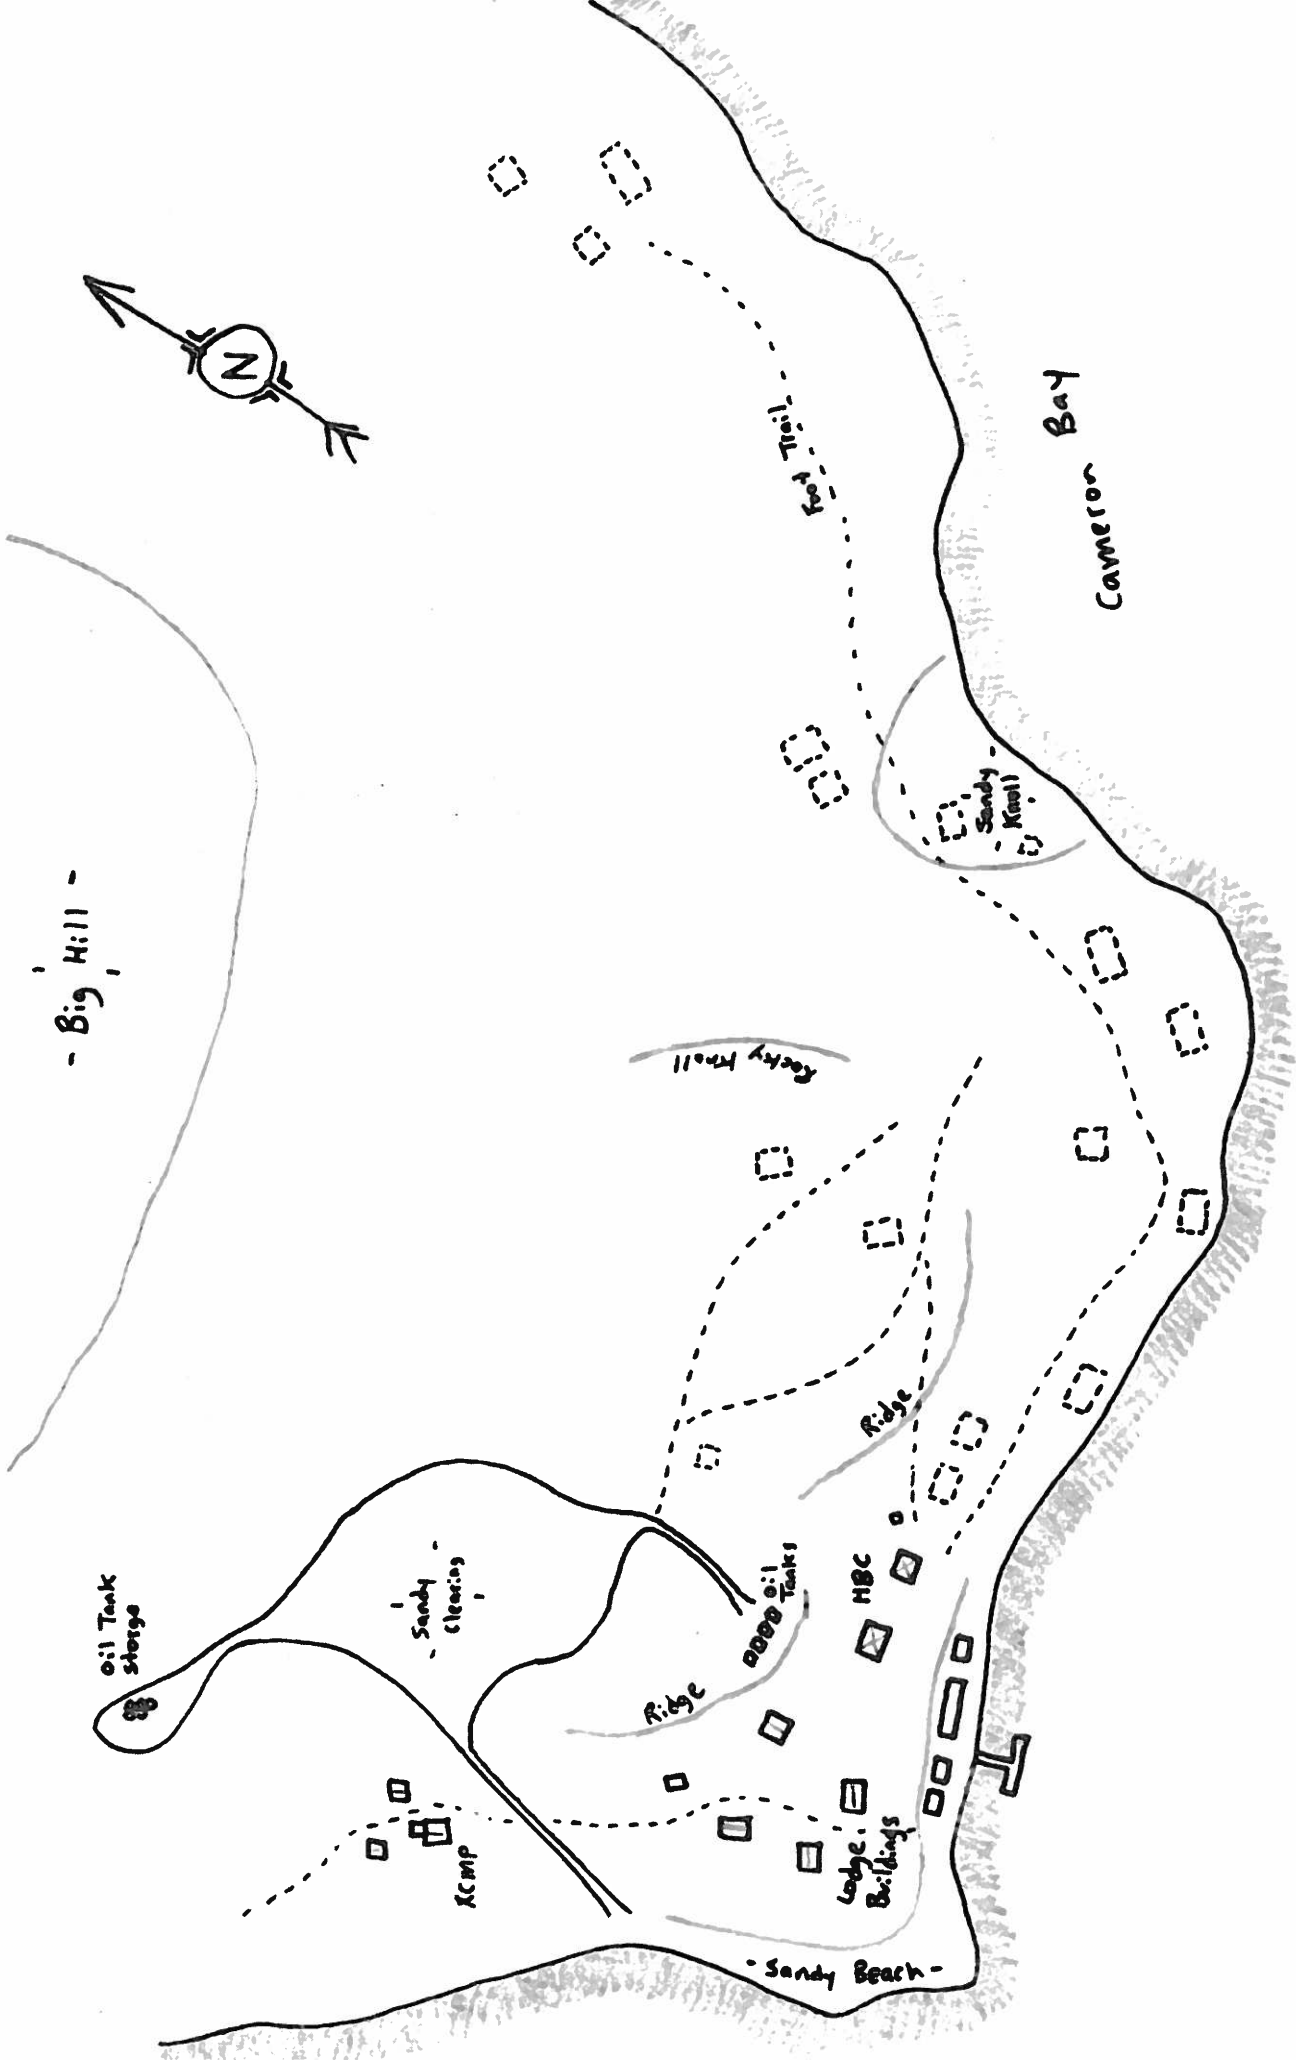 N
- Big Hill -
Foot Trail
Cameron Bay
Sandy
Knoll
Rocky Knoll
Ridge
Oil Tank
Storge
- Sandy
Clearing -
Oil
Tanks
HBC
Ridge
RCMP
Lodge
Buildings
- Sandy Beach -